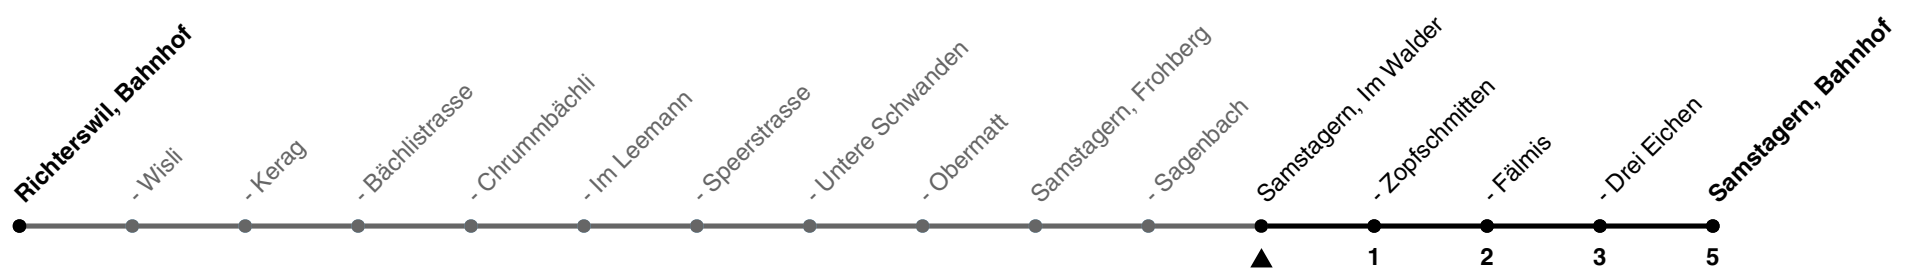 Richterswil, Bahnhof
- Wisli
- Kerag
- Bächlistrasse
- Chrummbächli
- Im Leemann
- Speerstrasse
- Untere Schwanden
- Obermatt
Samstagern, Frohberg
- Sagenbach
Samstagern, Im Walder
- Zopfschmitten
- Fälmis
- Drei Eichen
Samstagern, Bahnhof
1 2 3 5